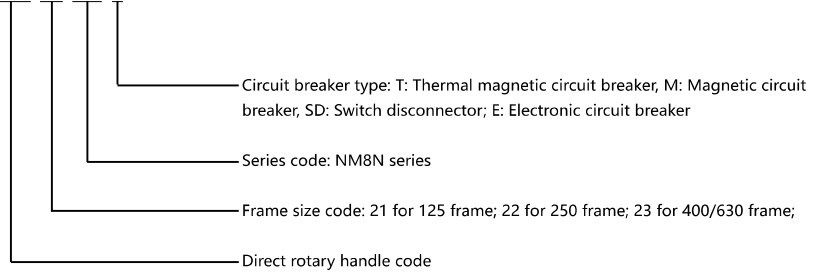 Circuit breaker type: T: Thermal magnetic circuit breaker, M: Magnetic circuit
breaker, SD: Switch disconnector; E: Electronic circuit breaker
Series code: NM8N series
Frame size code: 21 for 125 frame; 22 for 250 frame; 23 for 400/630 frame;
Direct rotary handle code